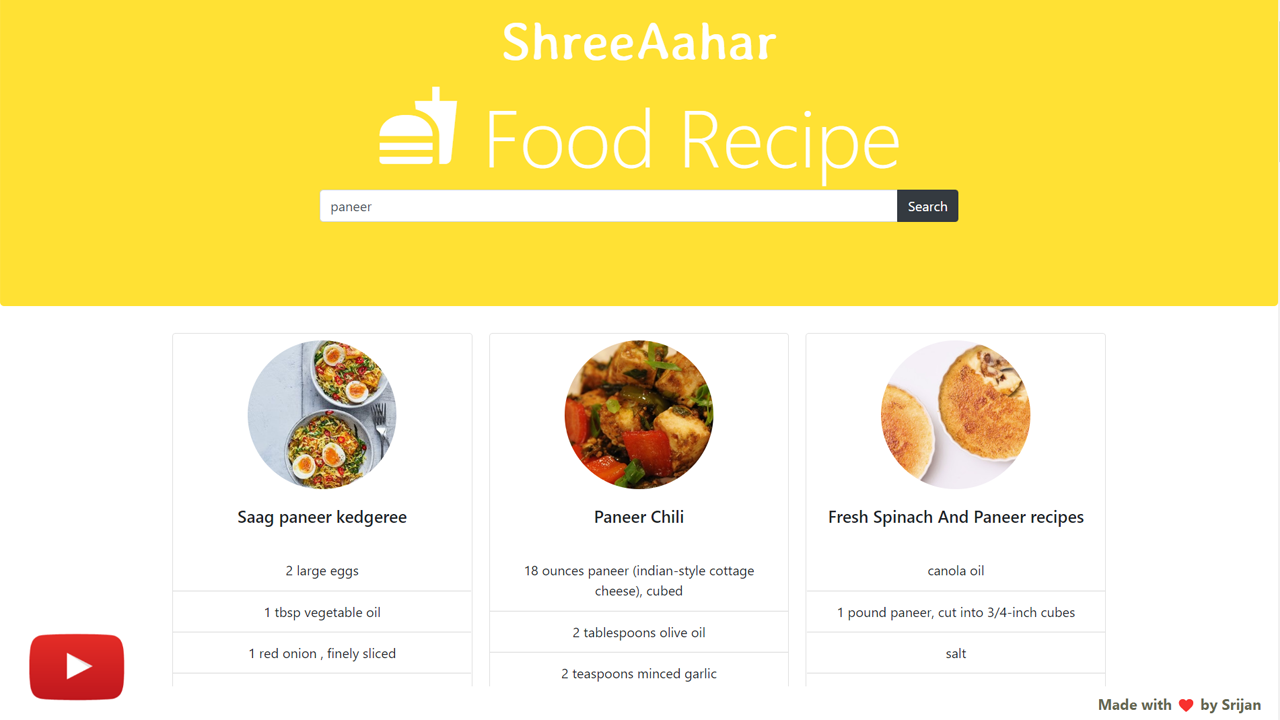 ShreeAahar
Food Recipe
paneer
Search
Saag paneer kedgeree
2 large eggs
1 tbsp vegetable oil
1 red onion , finely sliced
Paneer Chili
18 ounces paneer (indian-style cottage
cheese), cubed
2 tablespoons olive oil
2 teaspoons minced garlic
Fresh Spinach And Paneer recipes
canola oil
1 pound paneer, cut into 3/4-inch cubes
salt
Made with ❤ by Srijan